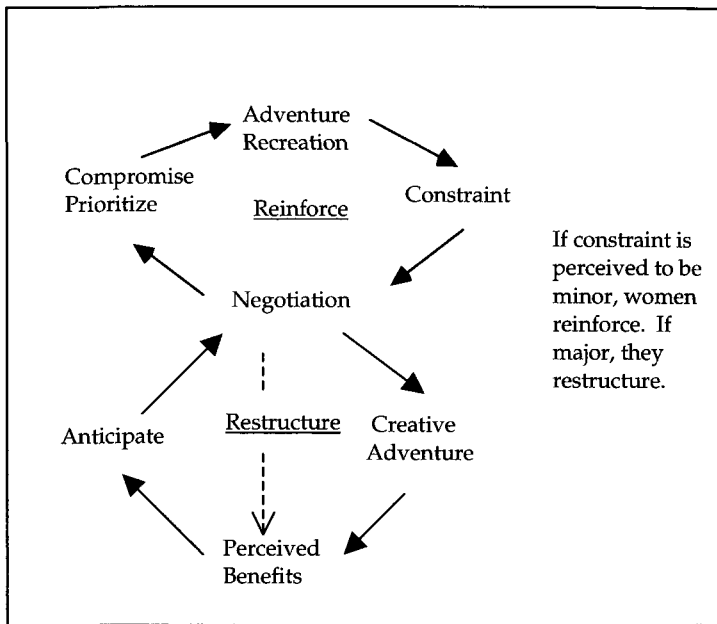 Adventure
Recreation
Compromise
Prioritize
Constraint
Reinforce
If constraint is
perceived to be
minor, women
reinforce. If
major, they
restructure.
Negotiation
Anticipate
Restructure
Creative
Adventure
Perceived
Benefits